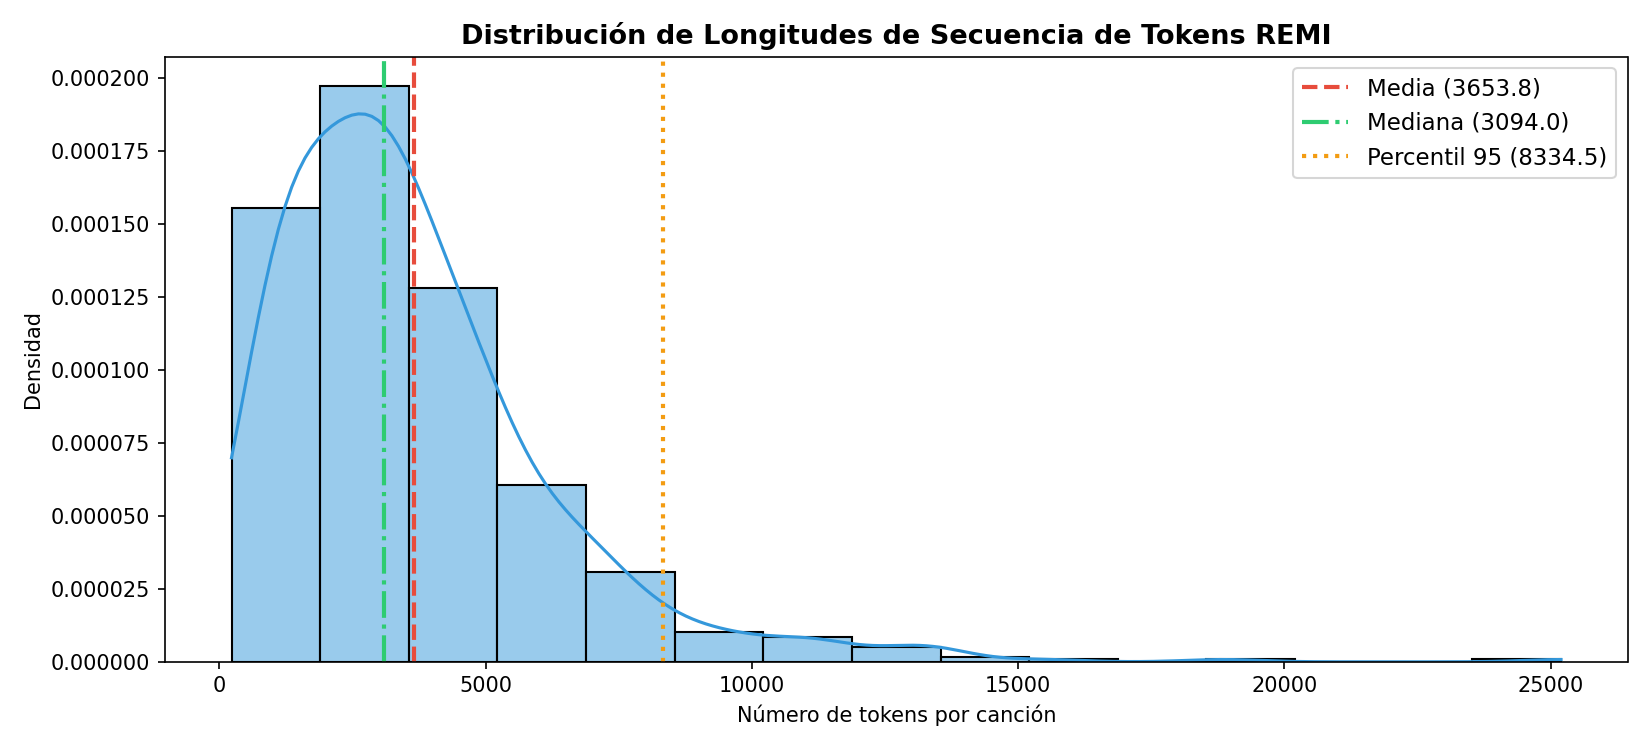 Distribución de Longitudes de Secuencia de Tokens REMI
Media (3653.8)
Mediana (3094.0)
Percentil 95 (8334.5)
Densidad
0.000200
0.000175
0.000150
0.000125
0.000100
0.000075
0.000050
0.000025
0.000000
0 5000 10000 15000 20000 25000
Número de tokens por canción